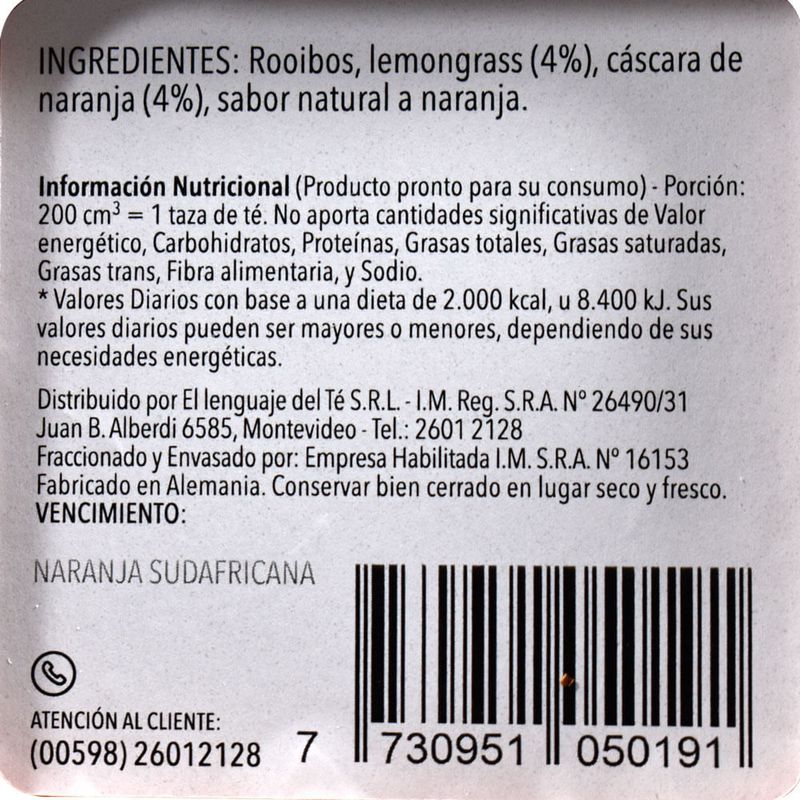 INGREDIENTES: Rooibos, lemongrass (4%), cáscara de
naranja (4%), sabor natural a naranja.
Información Nutricional (Producto pronto para su consumo) - Porción:
200 cm³ = 1 taza de té. No aporta cantidades significativas de Valor
energético, Carbohidratos, Proteínas, Grasas totales, Grasas saturadas,
Grasas trans, Fibra alimentaria, y Sodio.
* Valores Diarios con base a una dieta de 2.000 kcal, u 8.400 kJ. Sus
valores diarios pueden ser mayores o menores, dependiendo de sus
necesidades energéticas.
Distribuido por El lenguaje del Té S.R.L. - I.M. Reg. S.R.A. Nº 26490/31
Juan B. Alberdi 6585, Montevideo - Tel.: 2601 2128
Fraccionado y Envasado por: Empresa Habilitada I.M. S.R.A. Nº 16153
Fabricado en Alemania. Conservar bien cerrado en lugar seco y fresco.
VENCIMIENTO:
NARANJA SUDAFRICANA
ATENCIÓN AL CLIENTE:
(00598) 26012128
7 730951 050191